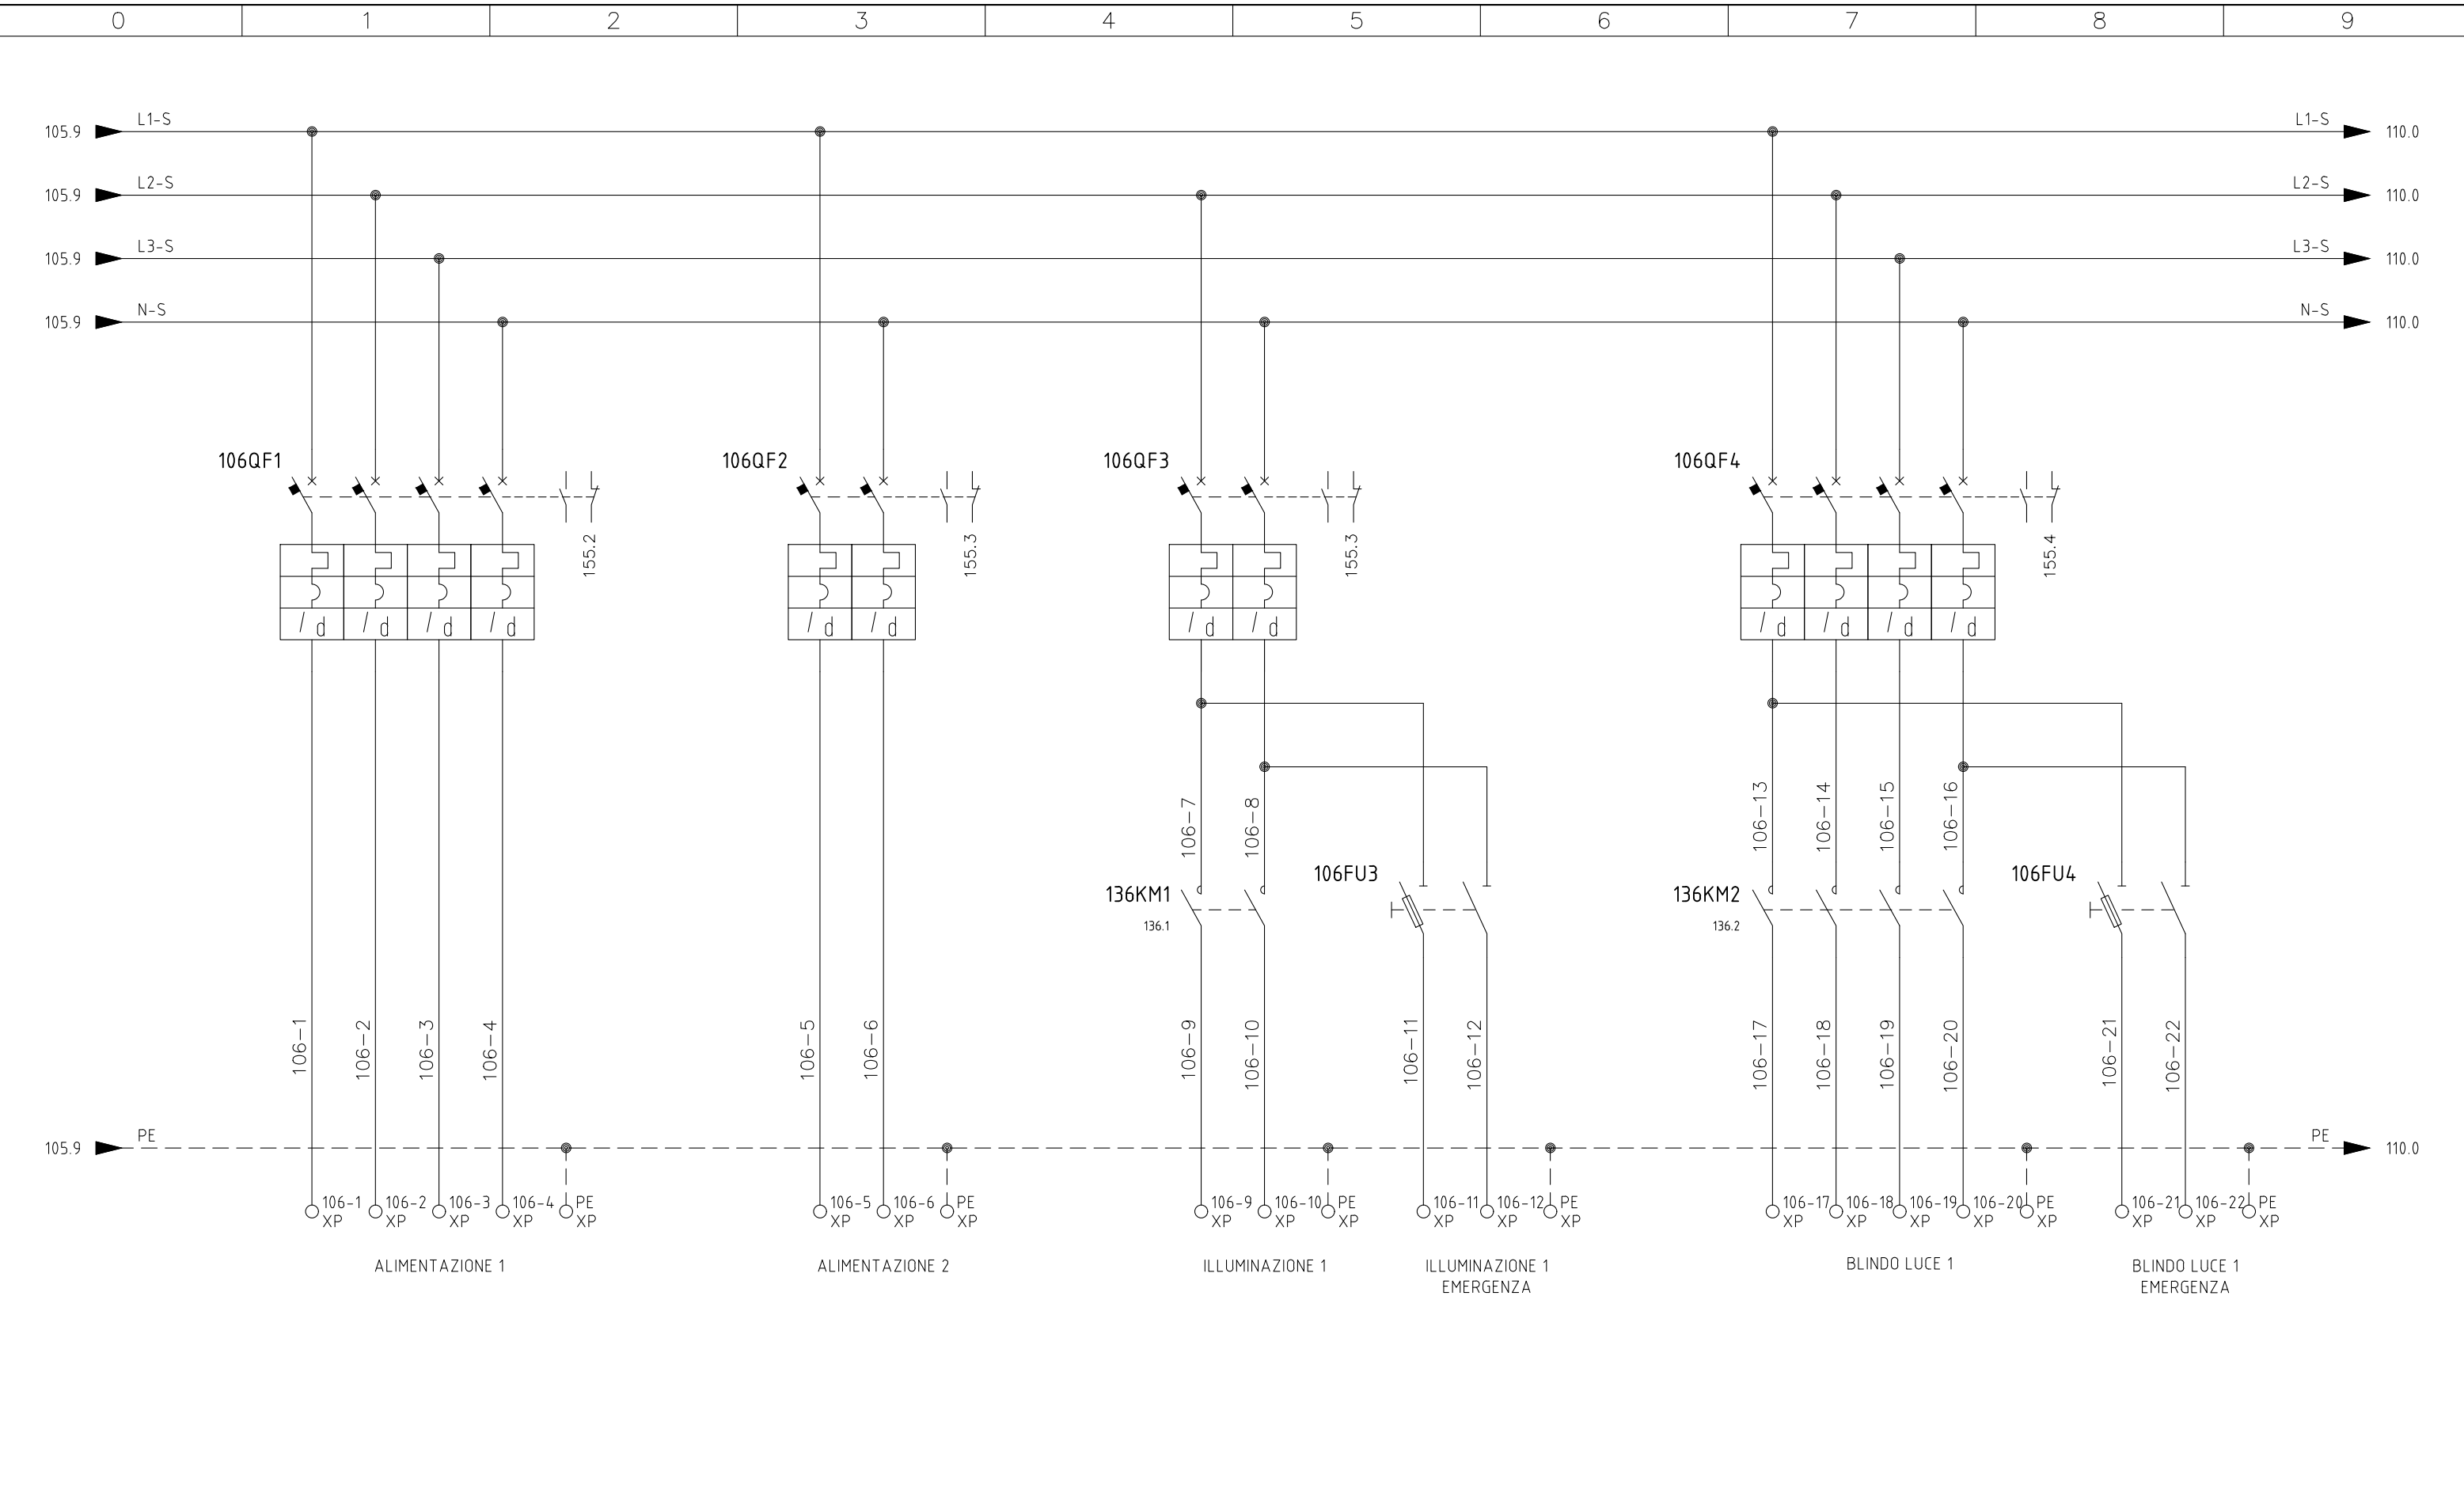 0 1 2 3 4 5 6 7 8 9
105.9 L1-S L1-S 110.0
105.9 L2-S L2-S 110.0
105.9 L3-S L3-S 110.0
105.9 N-S N-S 110.0
106QF1 106QF2 106QF3 106QF4
155.2 155.3 155.3 155.4
/d /d /d /d /d /d /d /d /d /d /d /d
106-7 106-8 106-13 106-14 106-15 106-16
106FU3 106FU4
136KM1 136KM2
136.1 136.2
106-1 106-2 106-3 106-4 106-5 106-6 106-9 106-10 106-11 106-12 106-17 106-18 106-19 106-20 106-21 106-22
105.9 PE PE 110.0
106-1 106-2 106-3 106-4 PE 106-5 106-6 PE 106-9 106-10 PE 106-11 106-12 PE 106-17 106-18 106-19 106-20 PE 106-21 106-22 PE
XP XP XP XP XP XP XP XP XP XP XP XP XP XP XP XP XP XP XP XP XP XP
ALIMENTAZIONE 1 ALIMENTAZIONE 2 ILLUMINAZIONE 1 ILLUMINAZIONE 1 BLINDO LUCE 1 BLINDO LUCE 1
EMERGENZA EMERGENZA